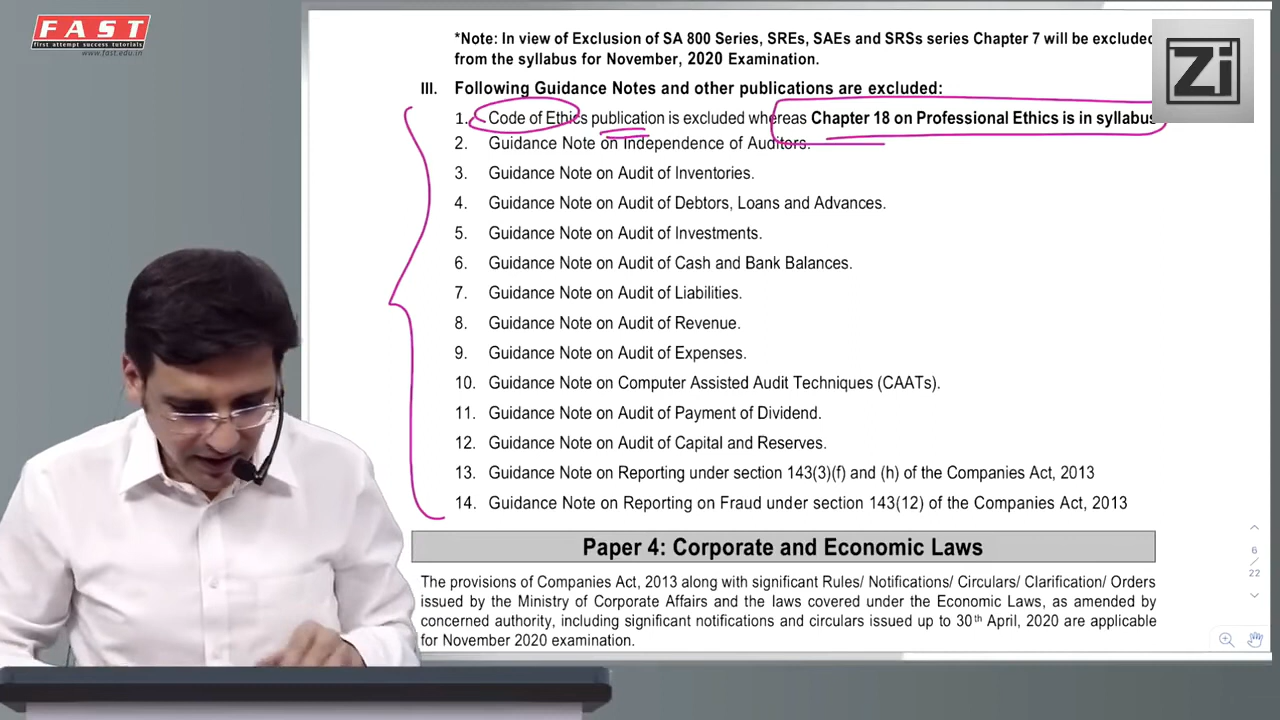 FAST
first attempt success tutorials
www.fast.edu.in
Zi
*Note: In view of Exclusion of SA 800 Series, SREs, SAEs and SRSs series Chapter 7 will be excluded
from the syllabus for November, 2020 Examination.
III. Following Guidance Notes and other publications are excluded:
1. Code of Ethics publication is excluded whereas Chapter 18 on Professional Ethics is in syllabus
2. Guidance Note on Independence of Auditors.
3. Guidance Note on Audit of Inventories.
4. Guidance Note on Audit of Debtors, Loans and Advances.
5. Guidance Note on Audit of Investments.
6. Guidance Note on Audit of Cash and Bank Balances.
7. Guidance Note on Audit of Liabilities.
8. Guidance Note on Audit of Revenue.
9. Guidance Note on Audit of Expenses.
10. Guidance Note on Computer Assisted Audit Techniques (CAATs).
11. Guidance Note on Audit of Payment of Dividend.
12. Guidance Note on Audit of Capital and Reserves.
13. Guidance Note on Reporting under section 143(3)(f) and (h) of the Companies Act, 2013
14. Guidance Note on Reporting on Fraud under section 143(12) of the Companies Act, 2013
Paper 4: Corporate and Economic Laws
The provisions of Companies Act, 2013 along with significant Rules/ Notifications/ Circulars/ Clarification/ Orders
issued by the Ministry of Corporate Affairs and the laws covered under the Economic Laws, as amended by
concerned authority, including significant notifications and circulars issued up to 30th April, 2020 are applicable
for November 2020 examination.
6
/
22